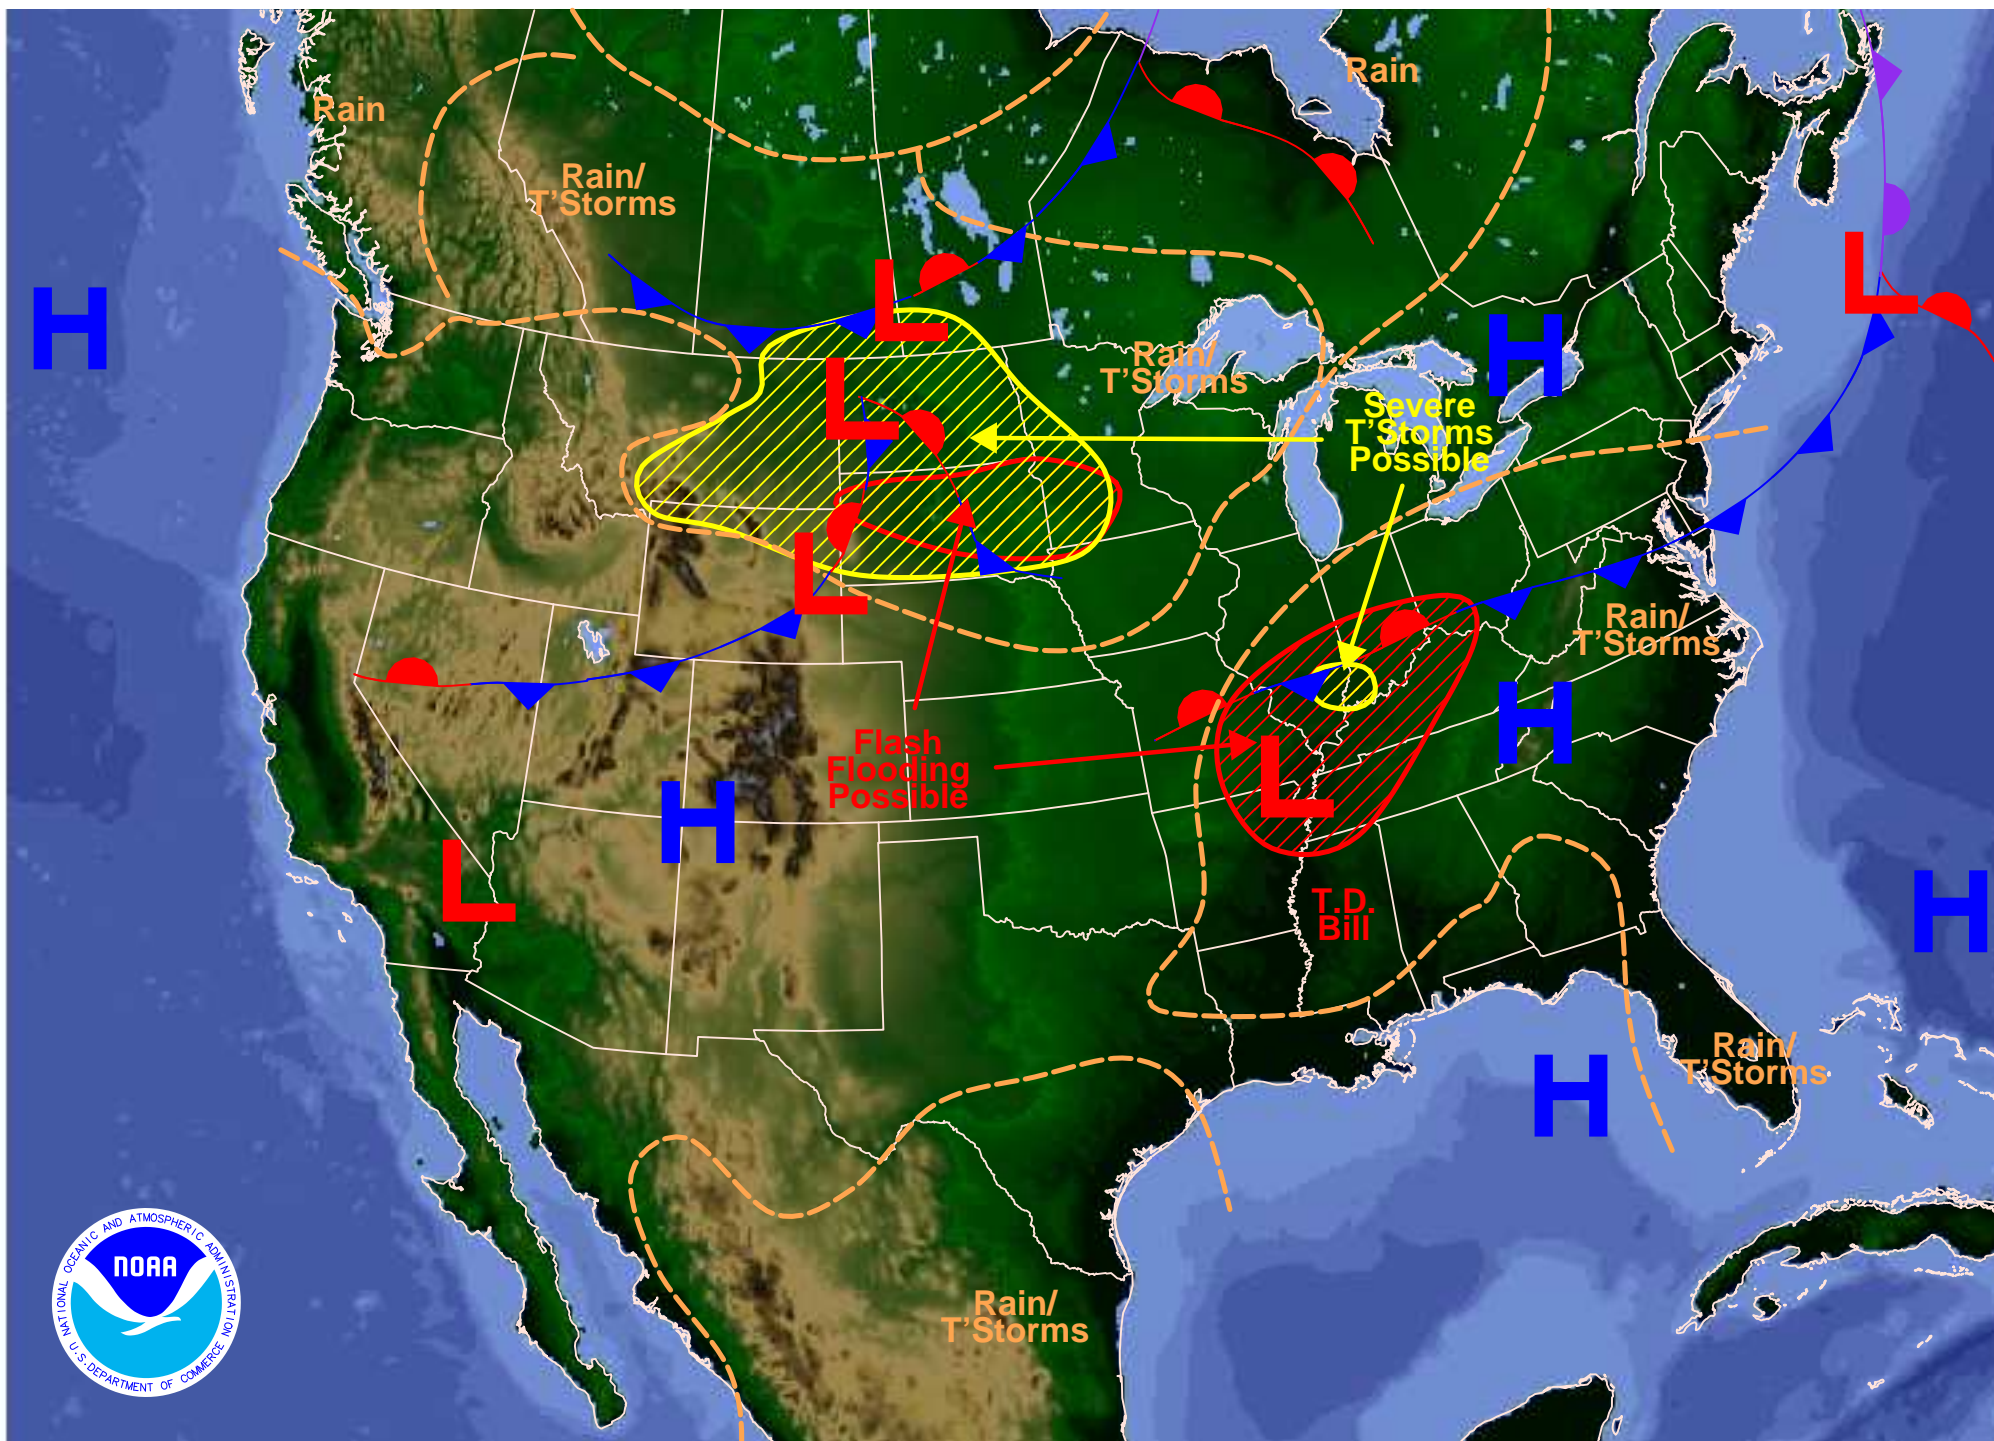 Rain
Rain
Rain/
T'Storms
H
L
L
H
Rain/
T'Storms
L
H
Severe
T'Storms
Possible
L
Rain/
T'Storms
H
Flash
Flooding
Possible
L
H
L
H
T.D.
Bill
Rain/
T'Storms
H
Rain/
T'Storms
NATIONAL OCEANIC AND ATMOSPHERIC ADMINISTRATION
NOAA
U.S. DEPARTMENT OF COMMERCE